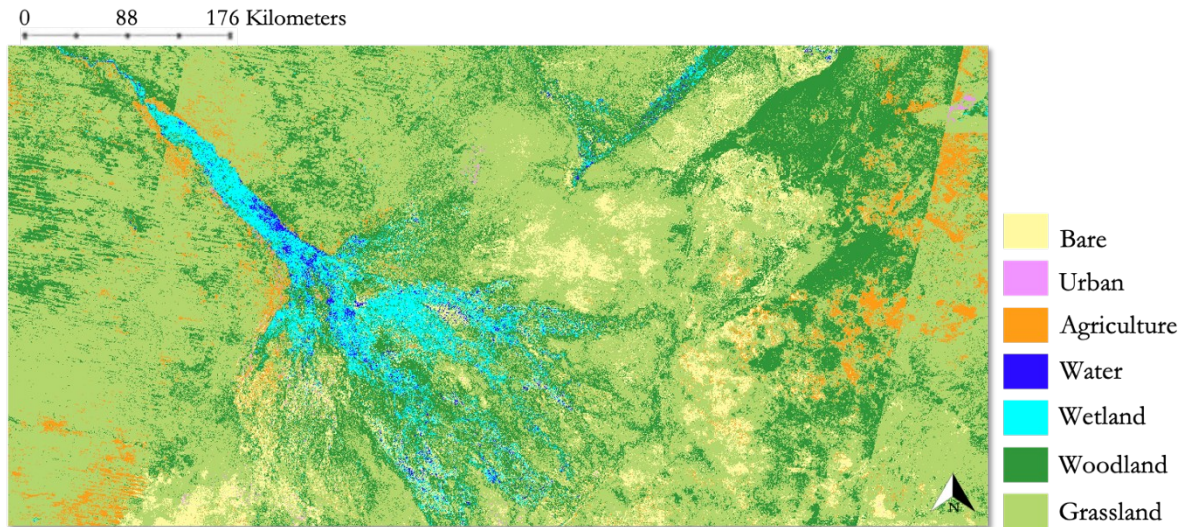 0 88 176 Kilometers
Bare
Urban
Agriculture
Water
Wetland
Woodland
Grassland
N